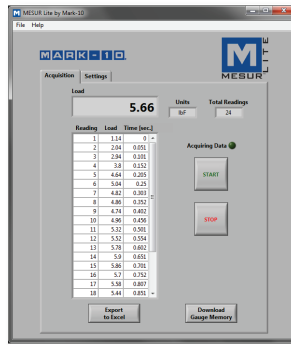 MESUR Lite by Mark-10
File Help
MARK-10
M
LITE
MESUR
Acquisition Settings
Load
5.66
Units
lbF
Total Readings
24
Reading Load Time [sec.]
1 1.14 0
2 2.04 0.051
3 2.94 0.101
4 3.8 0.152
5 4.64 0.205
6 5.04 0.25
7 4.82 0.303
8 4.86 0.352
9 4.74 0.402
10 4.96 0.456
11 5.32 0.501
12 5.52 0.554
13 5.78 0.602
14 5.9 0.651
15 5.86 0.701
16 5.7 0.752
17 5.58 0.807
18 5.44 0.851
Acquiring Data
START
STOP
Export
to Excel
Download
Gauge Memory